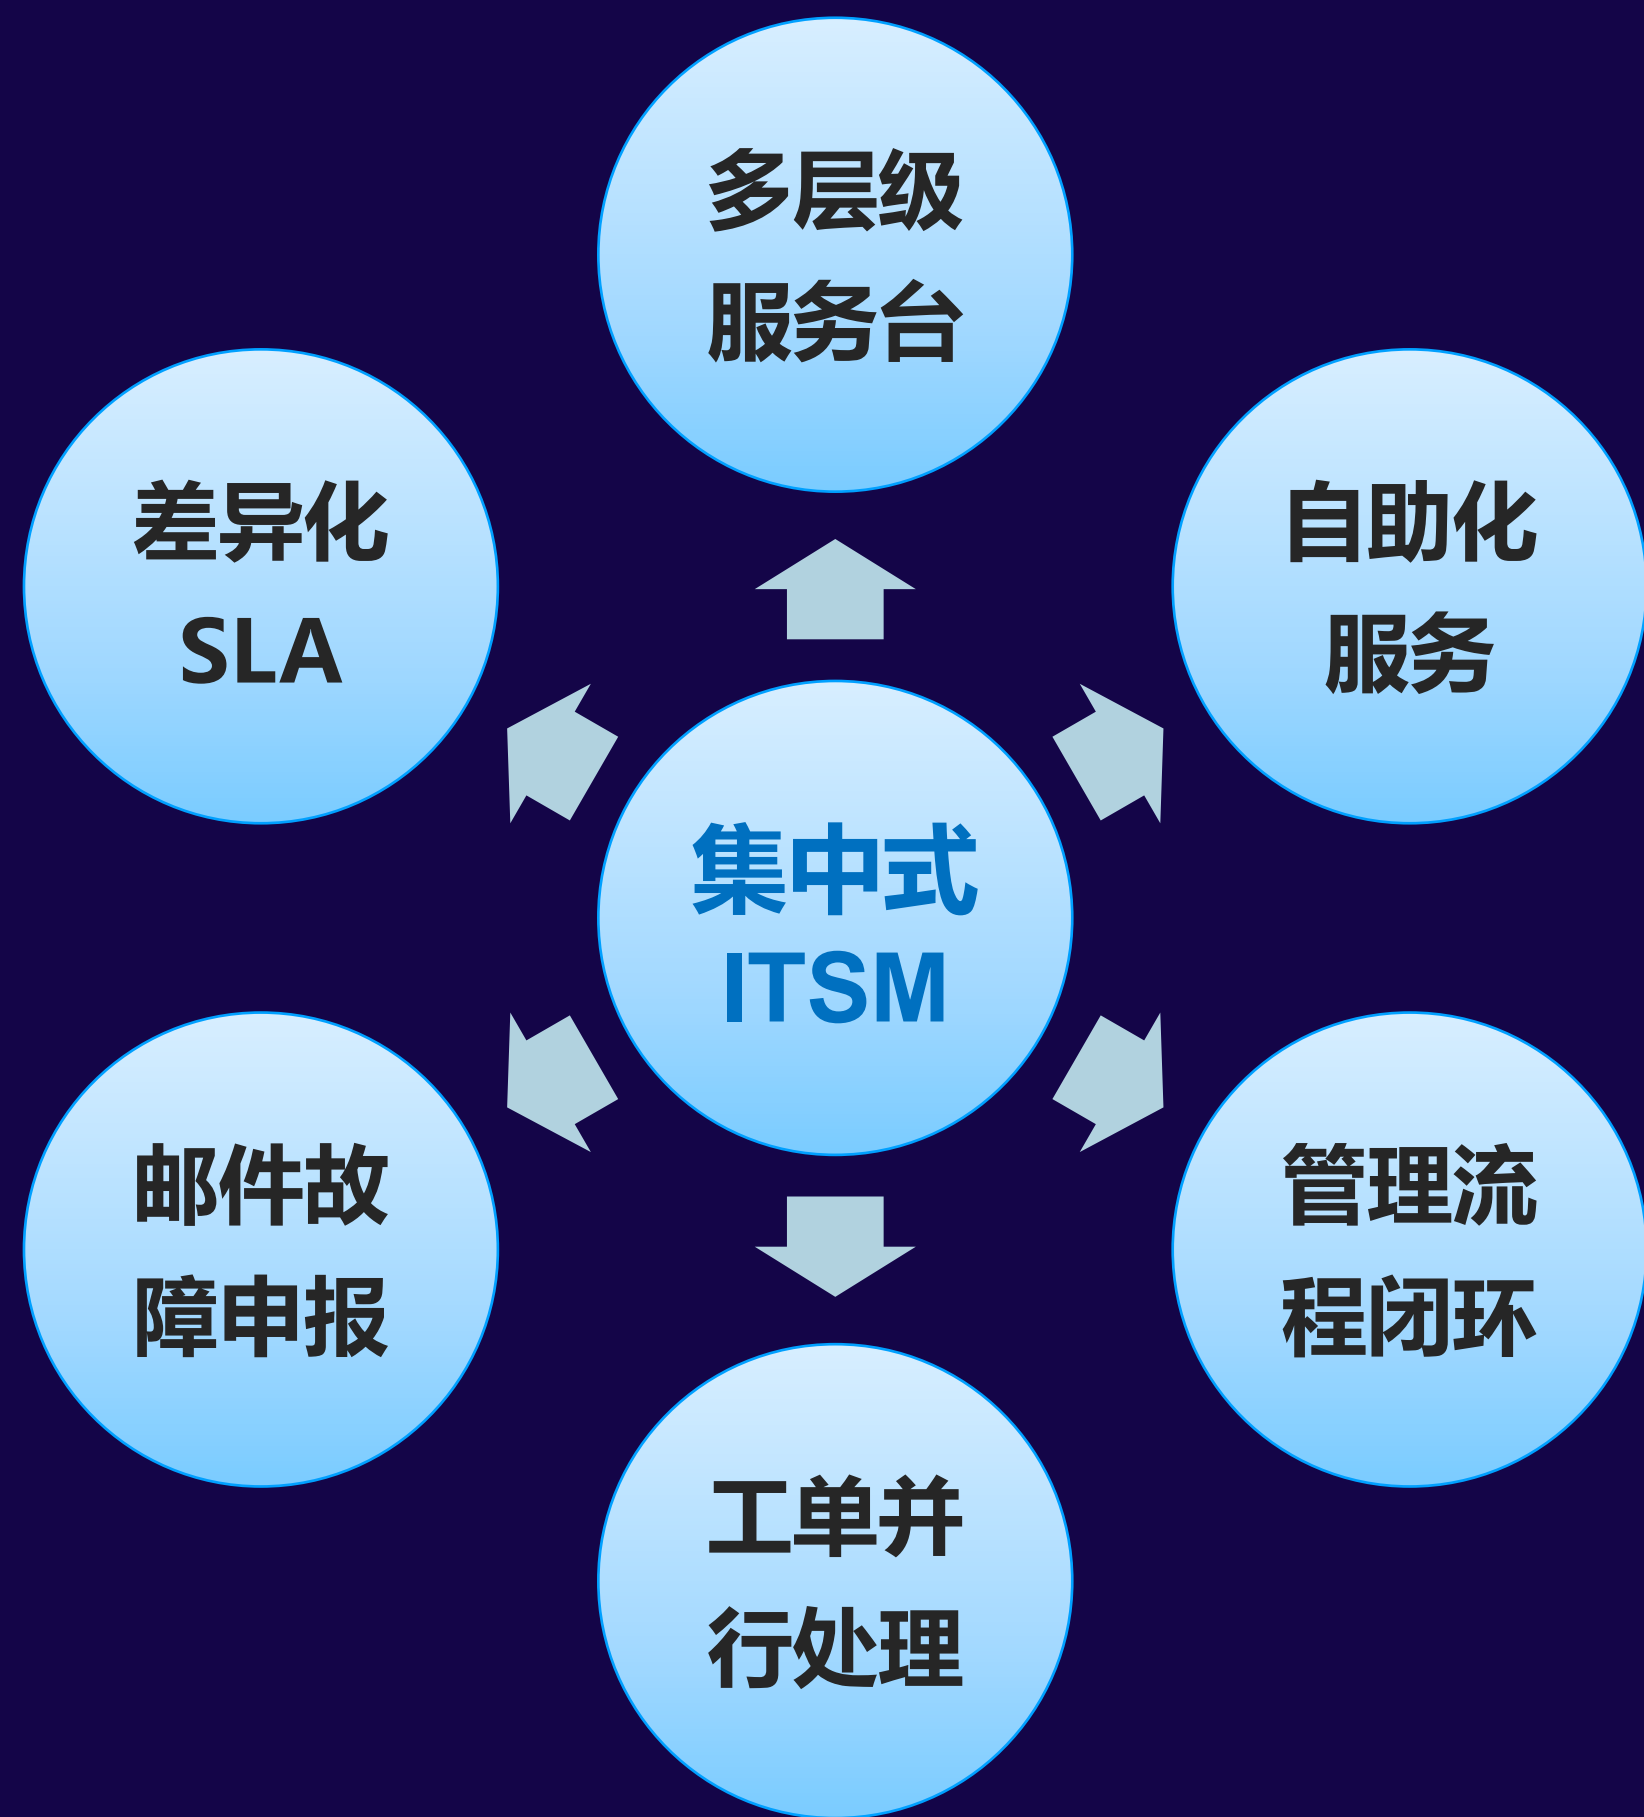 多层级
服务台
差异化
SLA
自助化
服务
集中式
ITSM
邮件故
障申报
管理流
程闭环
工单并
行处理